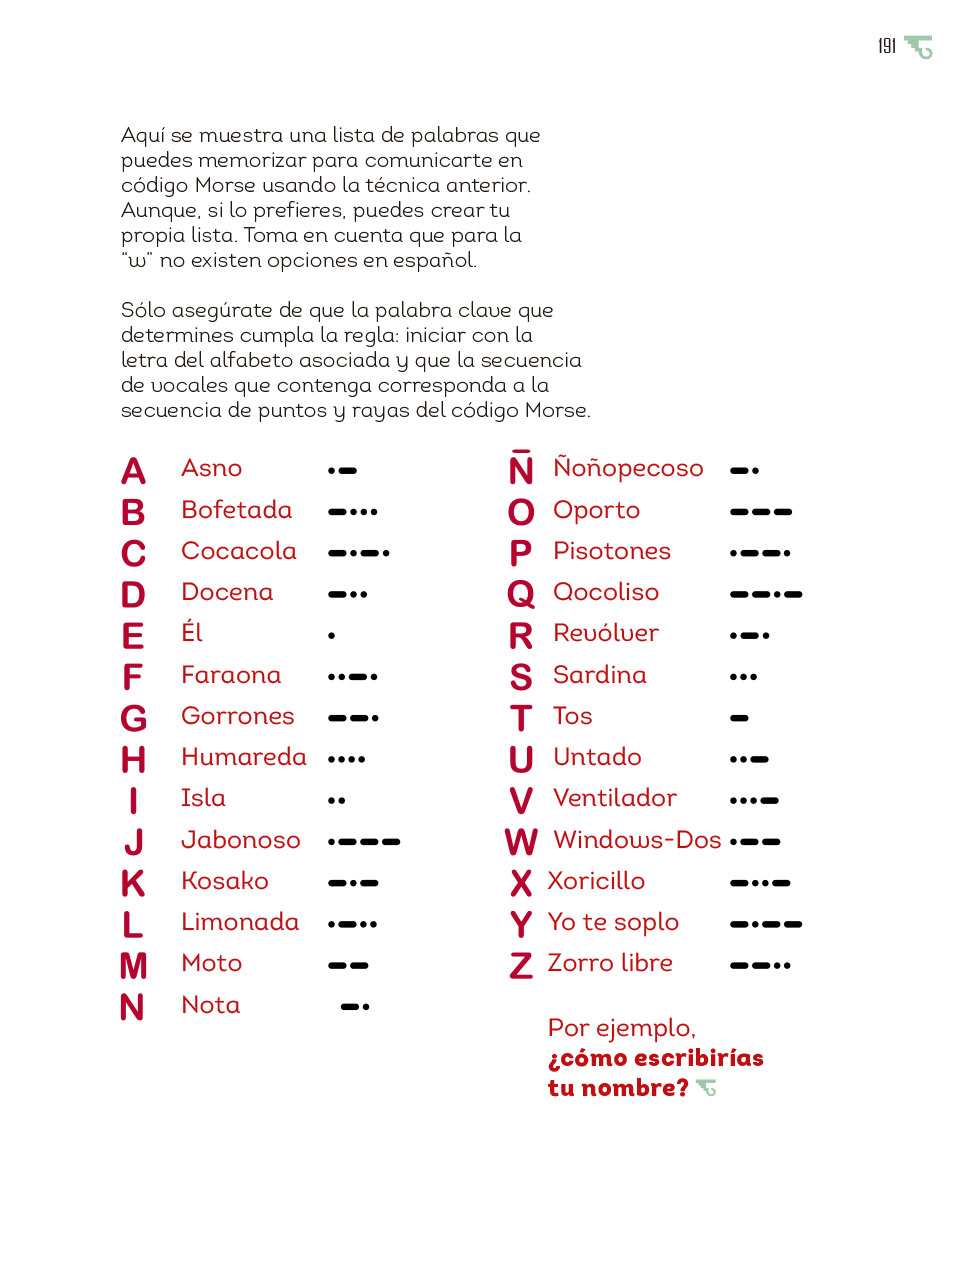 191
Aquí se muestra una lista de palabras que
puedes memorizar para comunicarte en
código Morse usando la técnica anterior.
Aunque, si lo prefieres, puedes crear tu
propia lista. Toma en cuenta que para la
“w” no existen opciones en español.
Sólo asegúrate de que la palabra clave que
determines cumpla la regla: iniciar con la
letra del alfabeto asociada y que la secuencia
de vocales que contenga corresponda a la
secuencia de puntos y rayas del código Morse.
A Asno •—
B Bofetada —•••
C Cocacola —•—•
D Docena —••
E Él •
F Faraona ••—•
G Gorrones ——•
H Humareda ••••
I Isla ••
J Jabonoso •———
K Kosako —•—
L Limonada •—••
M Moto ——
N Nota —•
Ñ Ñoñopecoso —•
O Oporto ———
P Pisotones •——•
Q Qocoliso ——•—
R Revólver •—•
S Sardina •••
T Tos —
U Untado ••—
V Ventilador •••—
W Windows-Dos •——
X Xoricillo —••—
Y Yo te soplo —•——
Z Zorro libre ——••
Por ejemplo,
¿cómo escribirías
tu nombre?